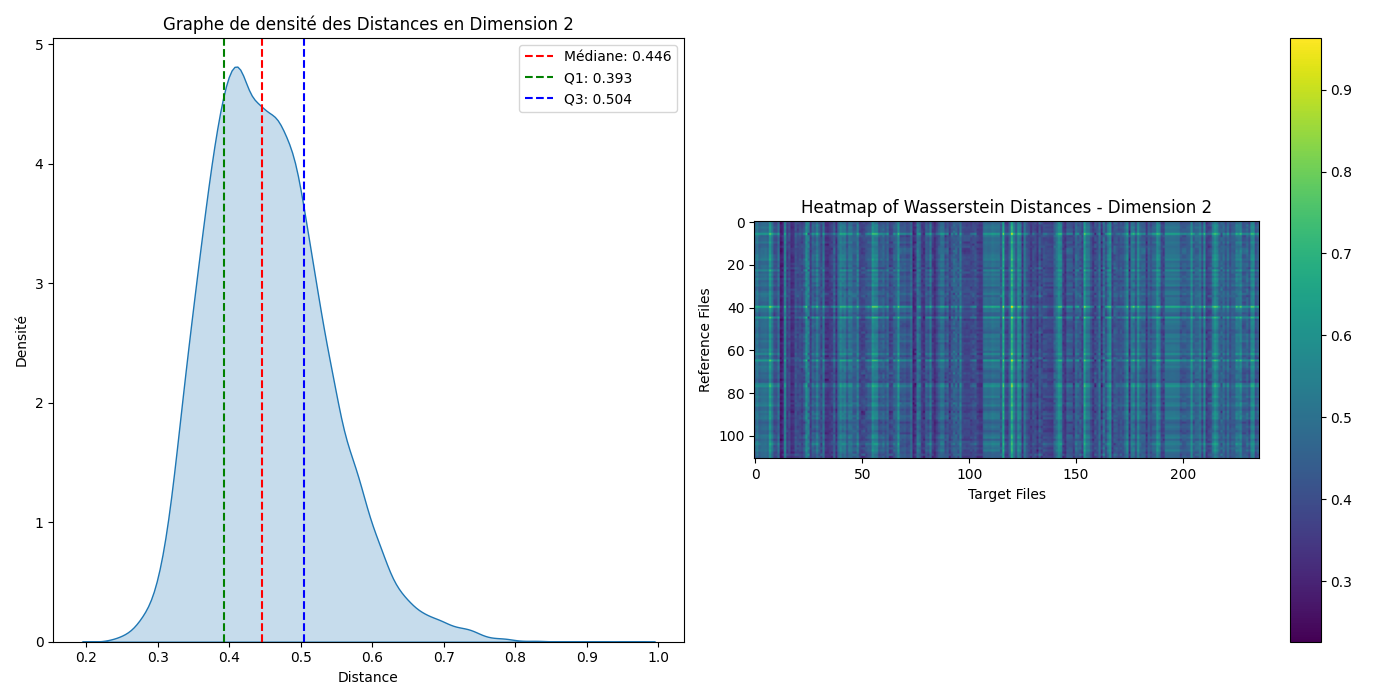 Graphe de densité des Distances en Dimension 2
Médiane: 0.446
Q1: 0.393
Q3: 0.504
5
4
3
2
1
0
Densité
0.2 0.3 0.4 0.5 0.6 0.7 0.8 0.9 1.0
Distance
Heatmap of Wasserstein Distances - Dimension 2
0
20
40
60
80
100
Reference Files
0 50 100 150 200
Target Files
0.9
0.8
0.7
0.6
0.5
0.4
0.3